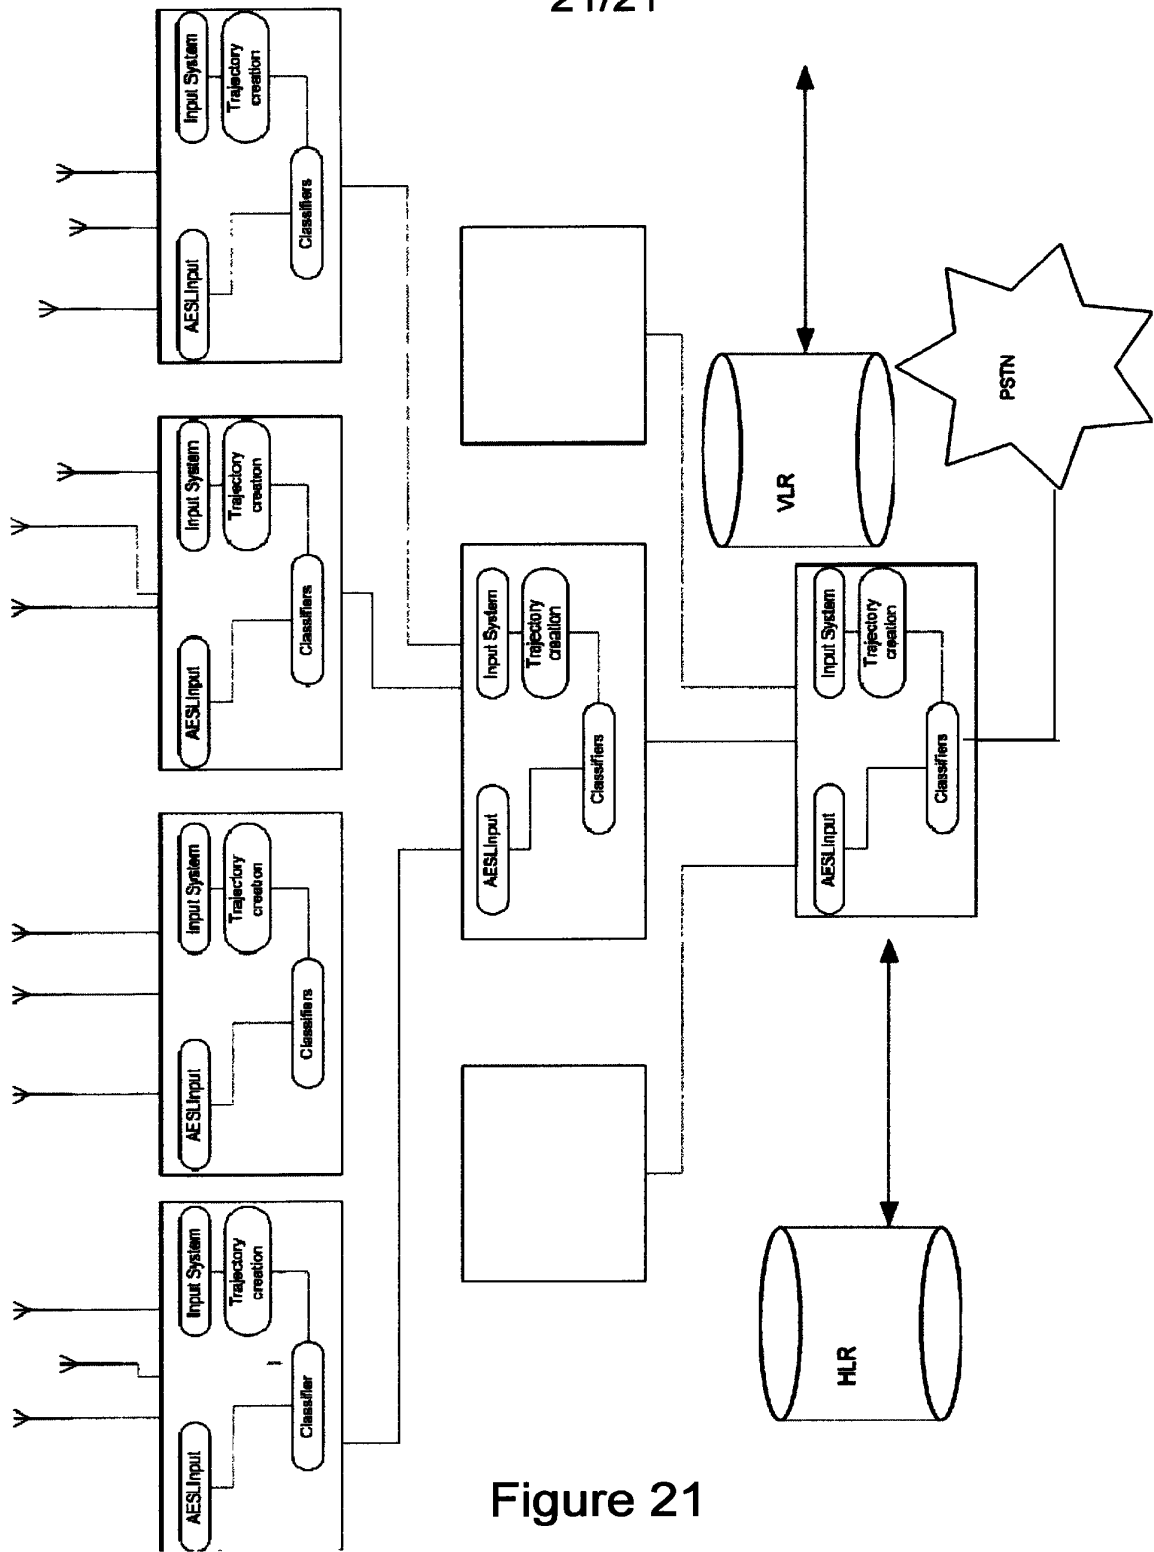 21/21
Input System
Trajectory
creation
AESLInput
Classifiers
Input System
Trajectory
creation
AESLInput
Classifiers
Input System
Trajectory
creation
AESLInput
Classifiers
Input System
Trajectory
creation
AESLInput
Classifier
Input System
Trajectory
creation
AESLInput
Classifiers
Input System
Trajectory
creation
AESLInput
Classifiers
VLR
PSTN
HLR
Figure 21